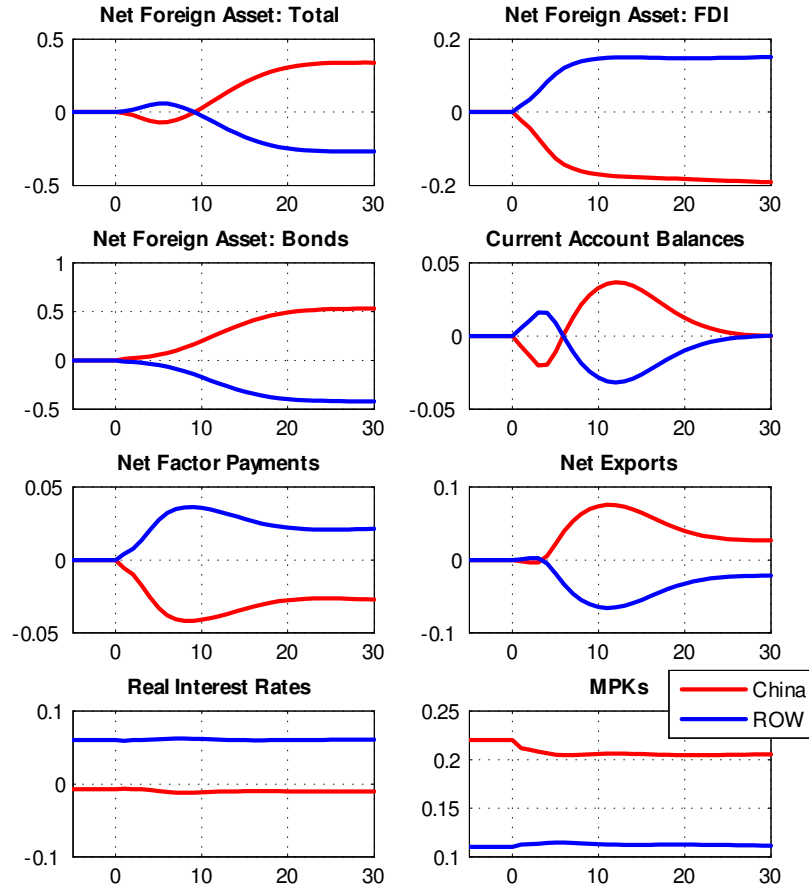 Net Foreign Asset: Total
0.5
0
-0.5
0 10 20 30
Net Foreign Asset: FDI
0.2
0
-0.2
0 10 20 30
Net Foreign Asset: Bonds
1
0.5
0
-0.5
0 10 20 30
Current Account Balances
0.05
0
-0.05
0 10 20 30
Net Factor Payments
0.05
0
-0.05
0 10 20 30
Net Exports
0.1
0
-0.1
0 10 20 30
Real Interest Rates
0.1
0
-0.1
0 10 20 30
MPKs
China
ROW
0.25
0.2
0.15
0.1
0 10 20 30